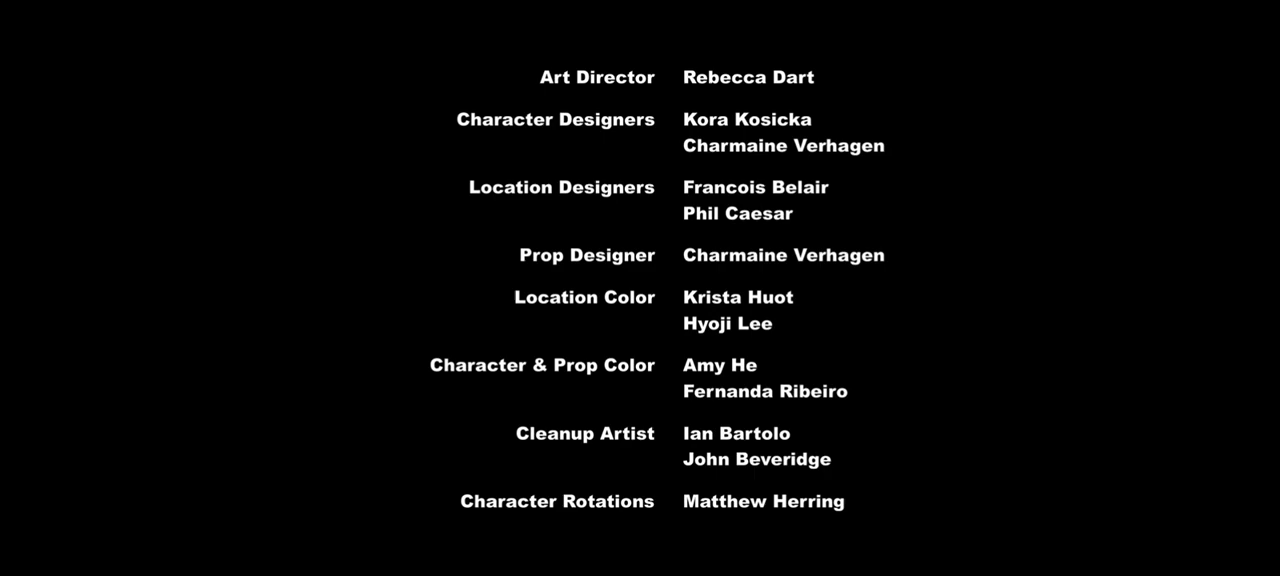 Art Director Rebecca Dart
Character Designers Kora Kosicka
Charmaine Verhagen
Location Designers Francois Belair
Phil Caesar
Prop Designer Charmaine Verhagen
Location Color Krista Huot
Hyoji Lee
Character & Prop Color Amy He
Fernanda Ribeiro
Cleanup Artist Ian Bartolo
John Beveridge
Character Rotations Matthew Herring